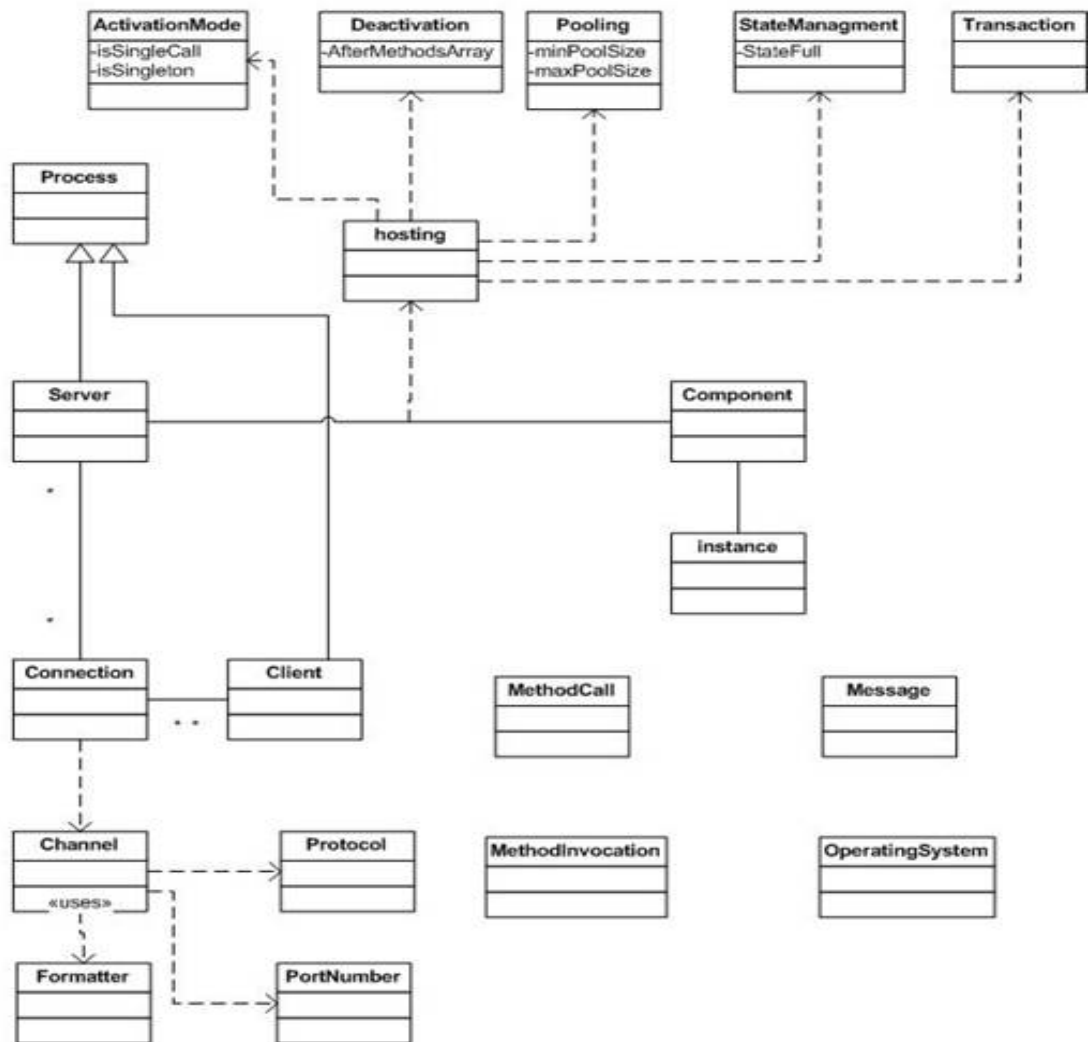 ActivationMode
-isSingleCall
-isSingleton
Deactivation
-AfterMethodsArray
Pooling
-minPoolSize
-maxPoolSize
StateManagment
-StateFull
Transaction
Process
hosting
Server
Component
*
instance
*
Connection
Client
* *
MethodCall
Message
Channel
«uses»
Protocol
MethodInvocation
OperatingSystem
Formatter
PortNumber